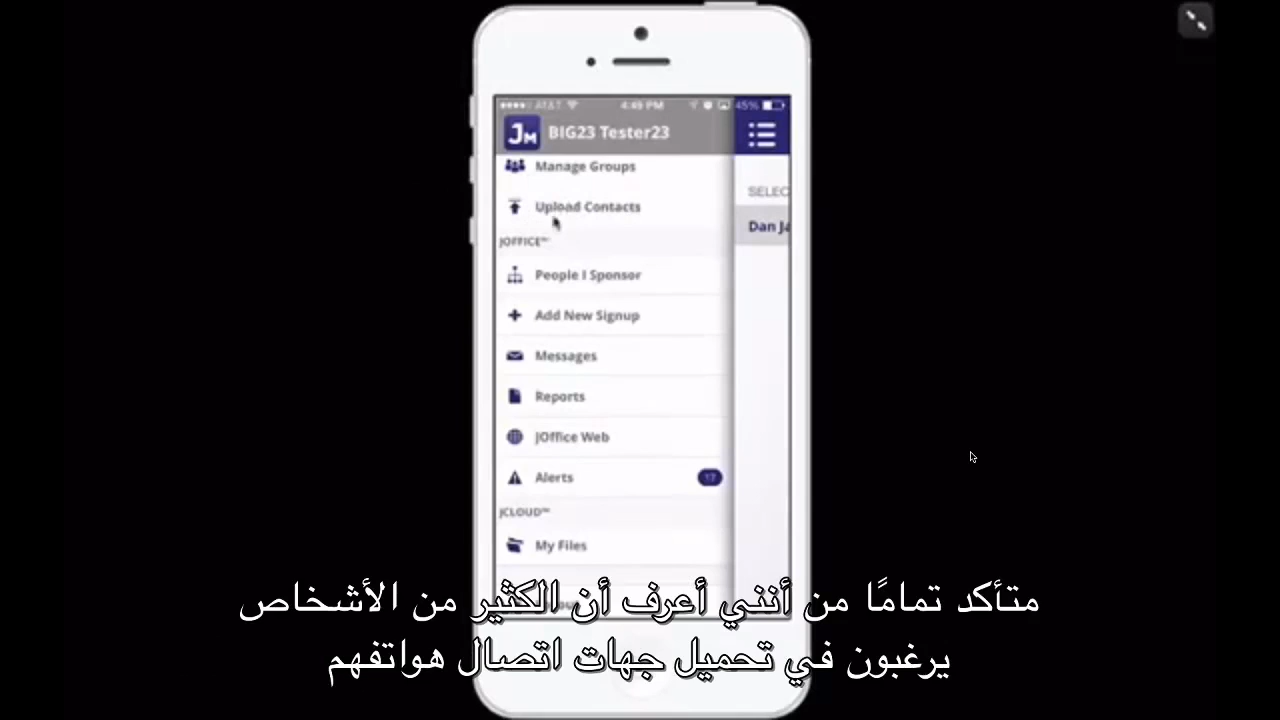 AT&T
4:49 PM
45%
JM
BIG23 Tester23
Manage Groups
SELEC
Upload Contacts
Dan Ja
JOFFICE™
People I Sponsor
Add New Signup
Messages
Reports
JOffice Web
Alerts
17
JCLOUD™
My Files
متأكد تمامًا من أنني أعرف أن الكثير من الأشخاص
يرغبون في تحميل جهات اتصال هواتفهم